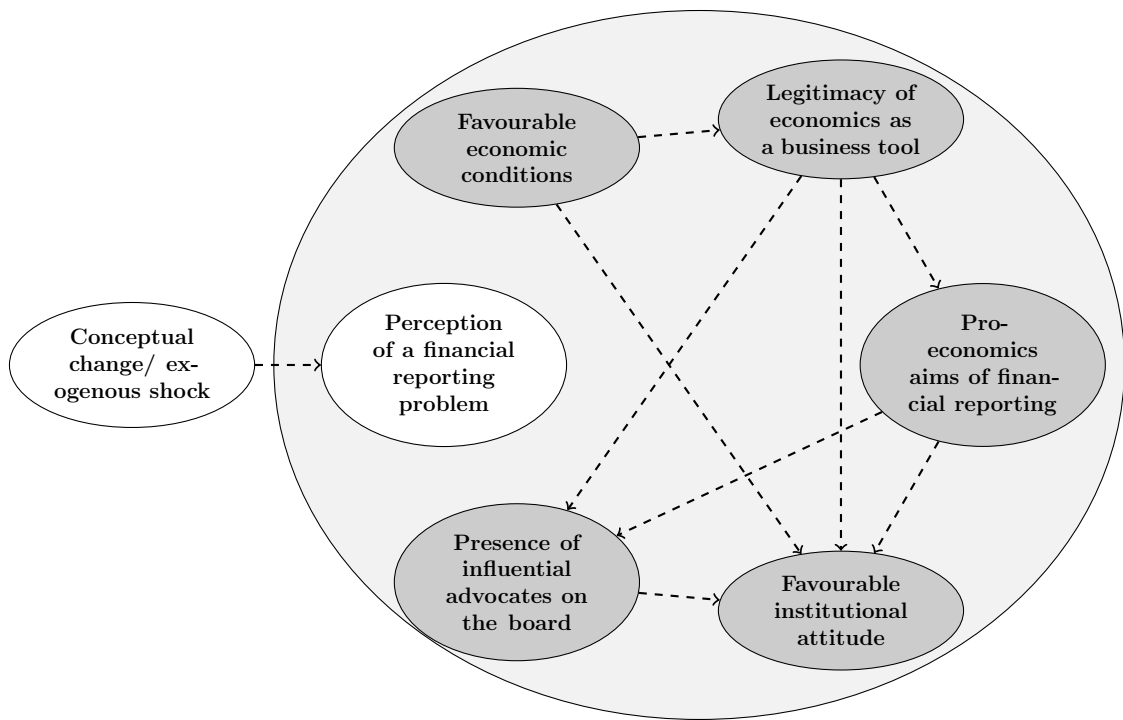 Favourable
economic
conditions
Legitimacy of
economics as
a business tool
Conceptual
change/ ex-
ogenous shock
Perception
of a financial
reporting
problem
Pro-
economics
aims of finan-
cial reporting
Presence of
influential
advocates on
the board
Favourable
institutional
attitude